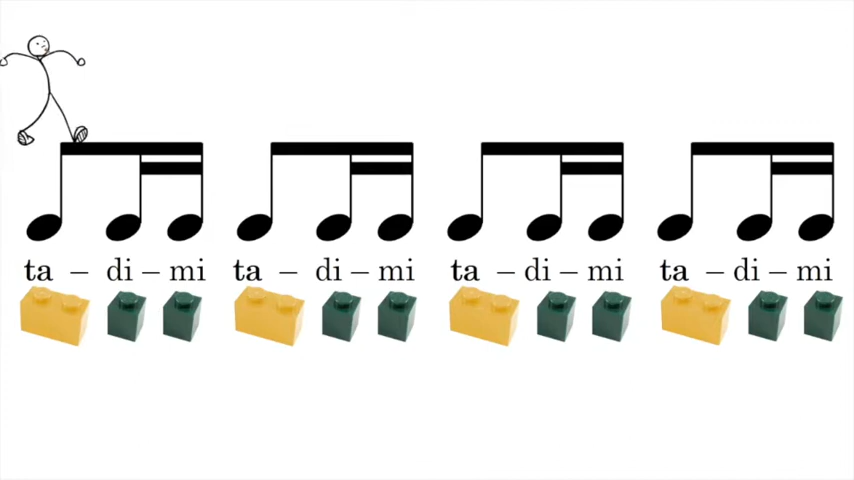 ta – di – mi ta – di – mi ta – di – mi ta – di – mi